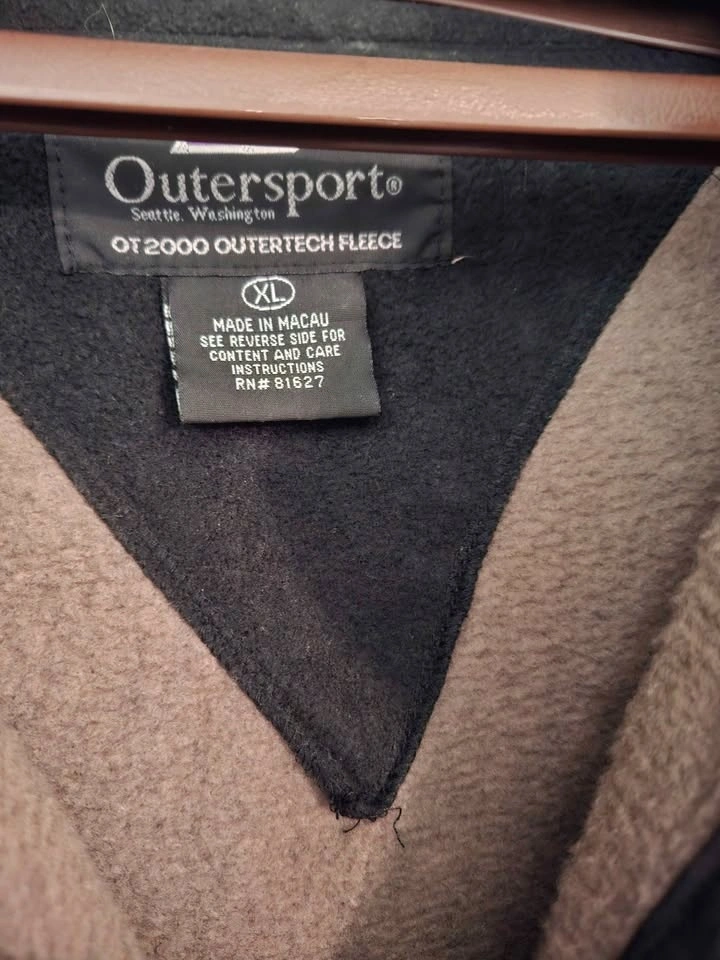 Outersport®
Seattle, Washington
OT2000 OUTERTECH FLEECE
XL
MADE IN MACAU
SEE REVERSE SIDE FOR
CONTENT AND CARE
INSTRUCTIONS
RN# 81627